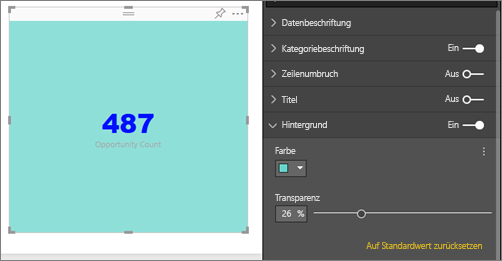 487
Opportunity Count
Datenbeschriftung
Kategoriebeschriftung Ein
Zeilenumbruch Aus
Titel Aus
Hintergrund Ein
Farbe
Transparenz
26 %
Auf Standardwert zurücksetzen